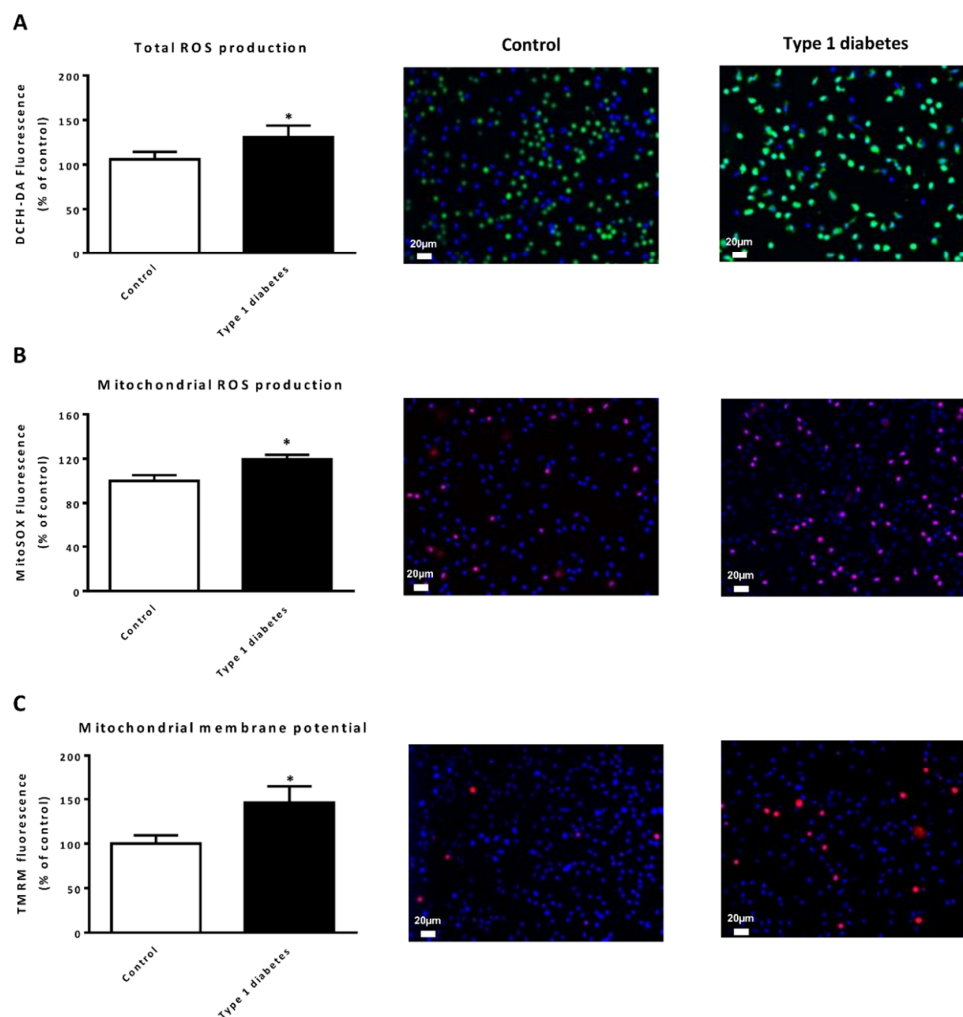 A
Total ROS production
Control
Type 1 diabetes
DCFH-DA Fluorescence
(% of control)
200
150
100
50
0
*
Control
Type 1 diabetes
20µm
20µm
B
Mitochondrial ROS production
MitoSOX Fluorescence
(% of control)
160
120
80
40
0
*
Control
Type 1 diabetes
20µm
20µm
C
Mitochondrial membrane potential
TMRM fluorescence
(% of control)
200
150
100
50
0
*
Control
Type 1 diabetes
20µm
20µm